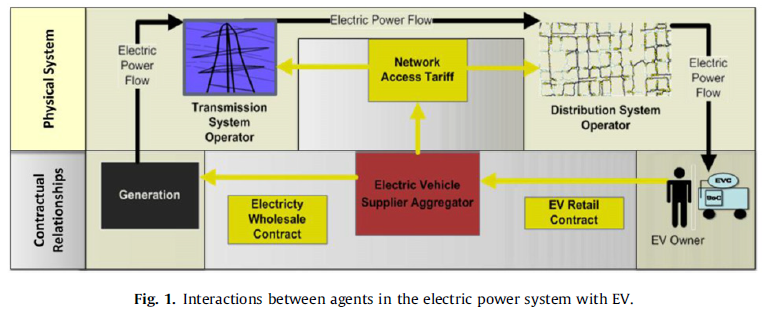 Physical System
Electric
Power
Flow
Transmission
System
Operator
Electric Power Flow
Network
Access Tariff
Distribution System
Operator
Electric
Power
Flow
Contractual
Relationships
Generation
Electricty
Wholesale
Contract
Electric Vehicle
Supplier Aggregator
EV Retail
Contract
EV Owner
EVC
Fig. 1. Interactions between agents in the electric power system with EV.